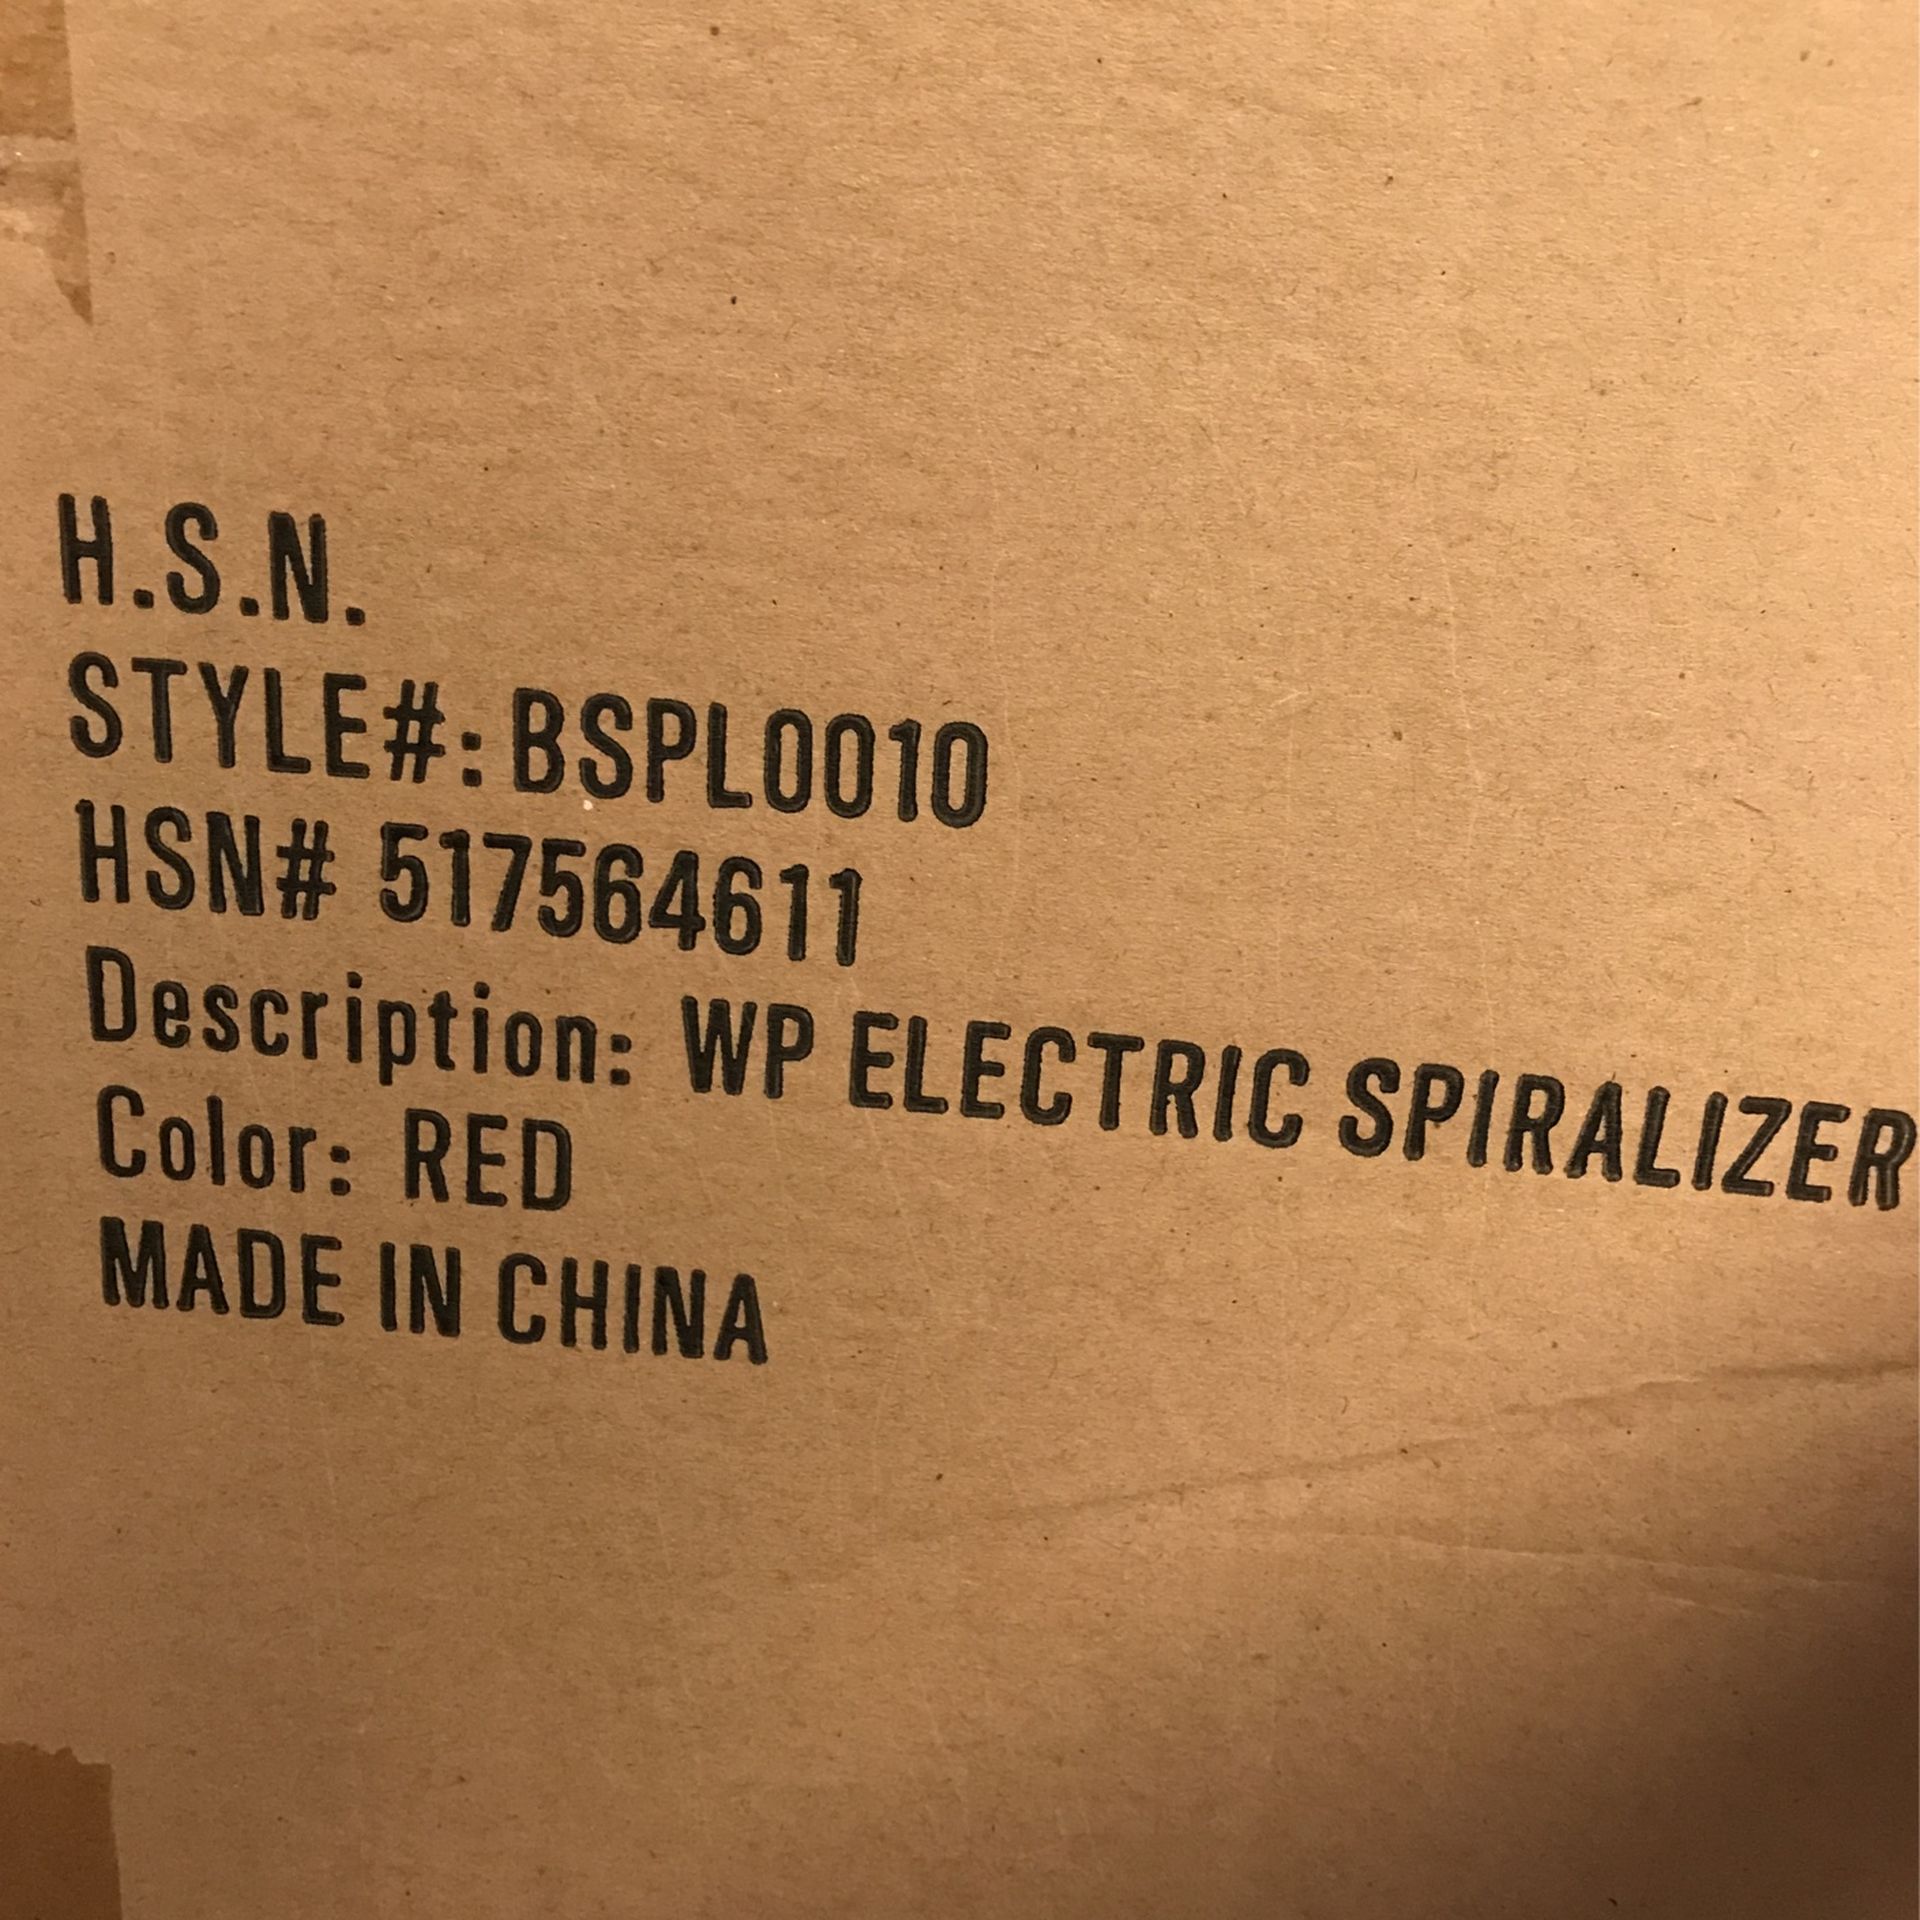 H.S.N.
STYLE#: BSPL0010
HSN# 517564611
Description: WP ELECTRIC SPIRALIZER
Color: RED
MADE IN CHINA